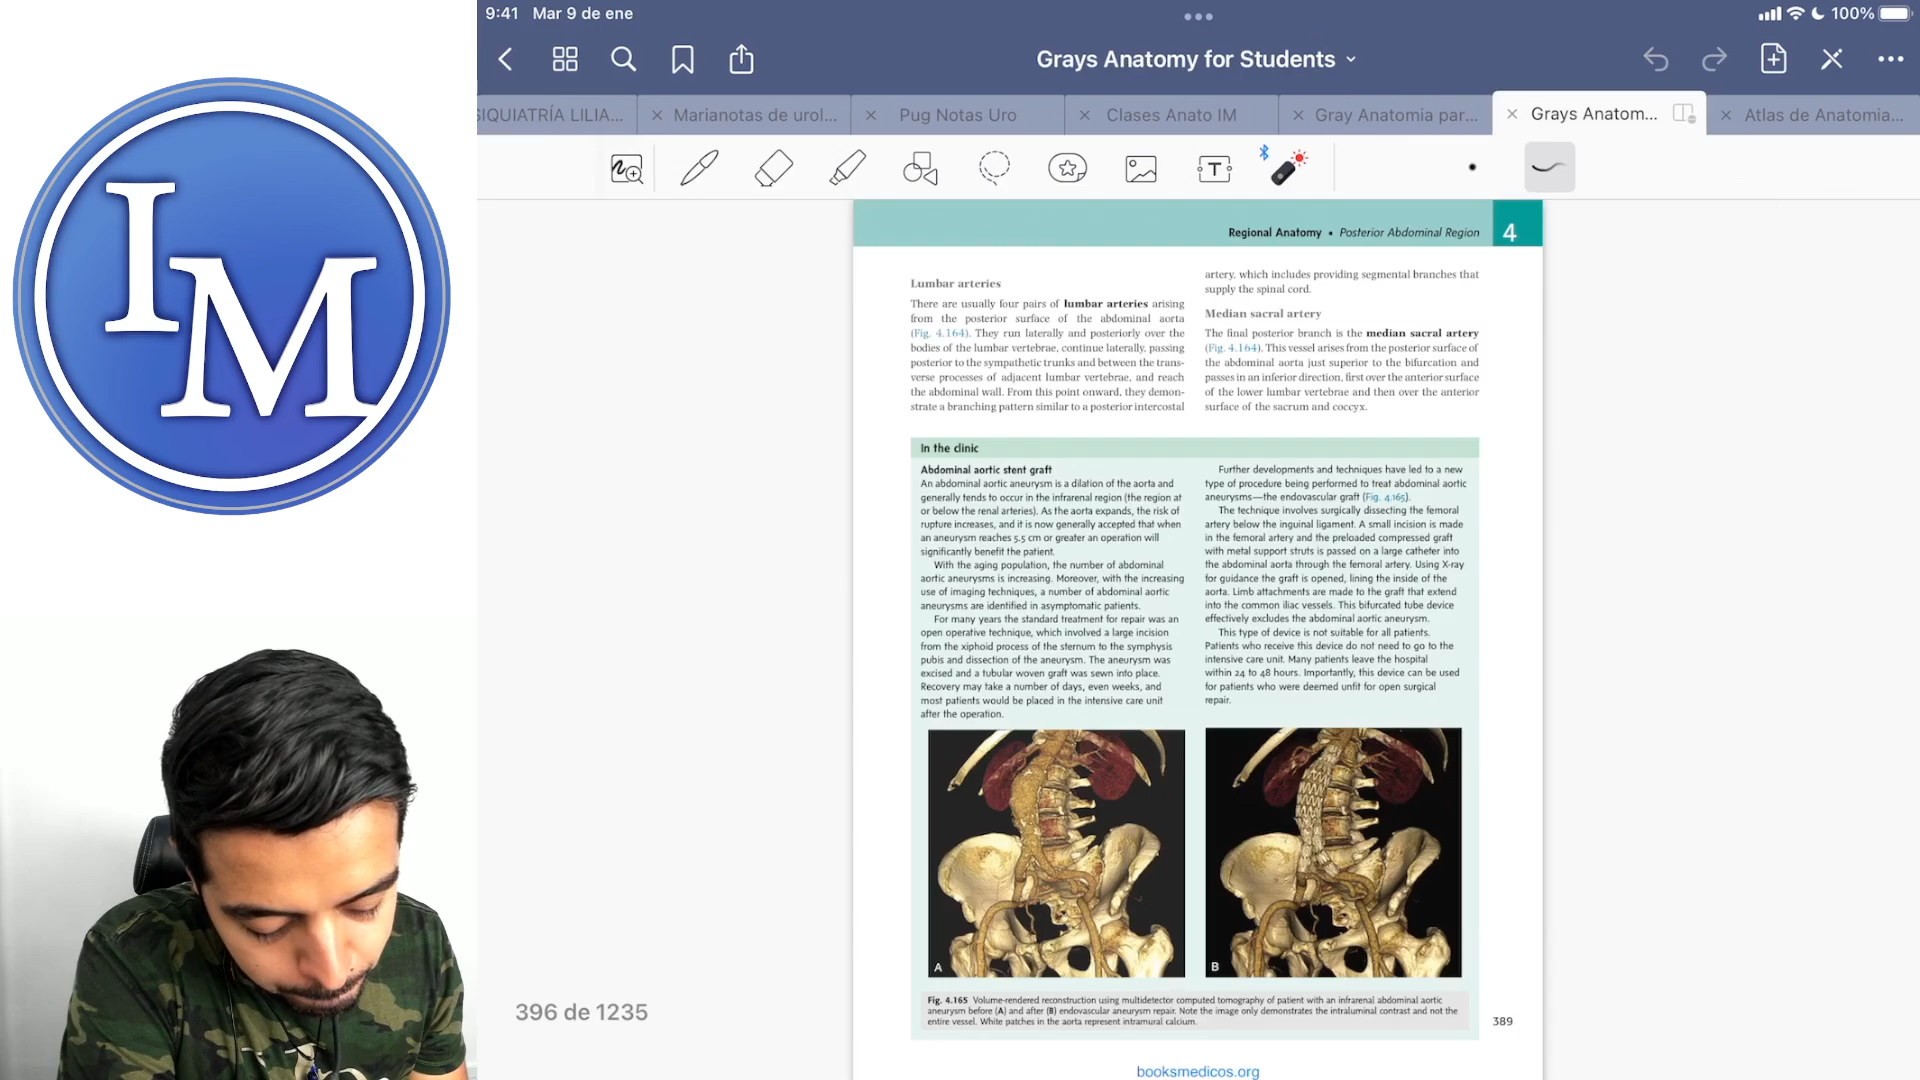 9:41 Mar 9 de ene
100%
Grays Anatomy for Students
SIQUIATRÍA LILIA...
Marianotas de urol...
Pug Notas Uro
Clases Anato IM
Gray Anatomia par...
Grays Anatom...
Atlas de Anatomia...
T
IM
Regional Anatomy • Posterior Abdominal Region
4
Lumbar arteries
There are usually four pairs of lumbar arteries arising
from the posterior surface of the abdominal aorta
(Fig. 4.164). They run laterally and posteriorly over the
bodies of the lumbar vertebrae, continue laterally, passing
posterior to the sympathetic trunks and between the trans-
verse processes of adjacent lumbar vertebrae, and reach
the abdominal wall. From this point onward, they demon-
strate a branching pattern similar to a posterior intercostal
artery, which includes providing segmental branches that
supply the spinal cord.
Median sacral artery
The final posterior branch is the median sacral artery
(Fig. 4.164). This vessel arises from the posterior surface of
the abdominal aorta just superior to the bifurcation and
passes in an inferior direction, first over the anterior surface
of the lower lumbar vertebrae and then over the anterior
surface of the sacrum and coccyx.
In the clinic
Abdominal aortic stent graft
An abdominal aortic aneurysm is a dilation of the aorta and
generally tends to occur in the infrarenal region (the region at
or below the renal arteries). As the aorta expands, the risk of
rupture increases, and it is now generally accepted that when
an aneurysm reaches 5.5 cm or greater an operation will
significantly benefit the patient.
With the aging population, the number of abdominal
aortic aneurysms is increasing. Moreover, with the increasing
use of imaging techniques, a number of abdominal aortic
aneurysms are identified in asymptomatic patients.
For many years the standard treatment for repair was an
open operative technique, which involved a large incision
from the xiphoid process of the sternum to the symphysis
pubis and dissection of the aneurysm. The aneurysm was
excised and a tubular woven graft was sewn into place.
Recovery may take a number of days, even weeks, and
most patients would be placed in the intensive care unit
after the operation.
Further developments and techniques have led to a new
type of procedure being performed to treat abdominal aortic
aneurysms—the endovascular graft (Fig. 4.165).
The technique involves surgically dissecting the femoral
artery below the inguinal ligament. A small incision is made
in the femoral artery and the preloaded compressed graft
with metal support struts is passed on a large catheter into
the abdominal aorta through the femoral artery. Using X-ray
for guidance the graft is opened, lining the inside of the
aorta. Limb attachments are made to the graft that extend
into the common iliac vessels. This bifurcated tube device
effectively excludes the abdominal aortic aneurysm.
This type of device is not suitable for all patients.
Patients who receive this device do not need to go to the
intensive care unit. Many patients leave the hospital
within 24 to 48 hours. Importantly, this device can be used
for patients who were deemed unfit for open surgical
repair.
A
B
Fig. 4.165 Volume-rendered reconstruction using multidetector computed tomography of patient with an infrarenal abdominal aortic
aneurysm before (A) and after (B) endovascular aneurysm repair. Note the image only demonstrates the intraluminal contrast and not the
entire vessel. White patches in the aorta represent intramural calcium.
396 de 1235
389
booksmedicos.org